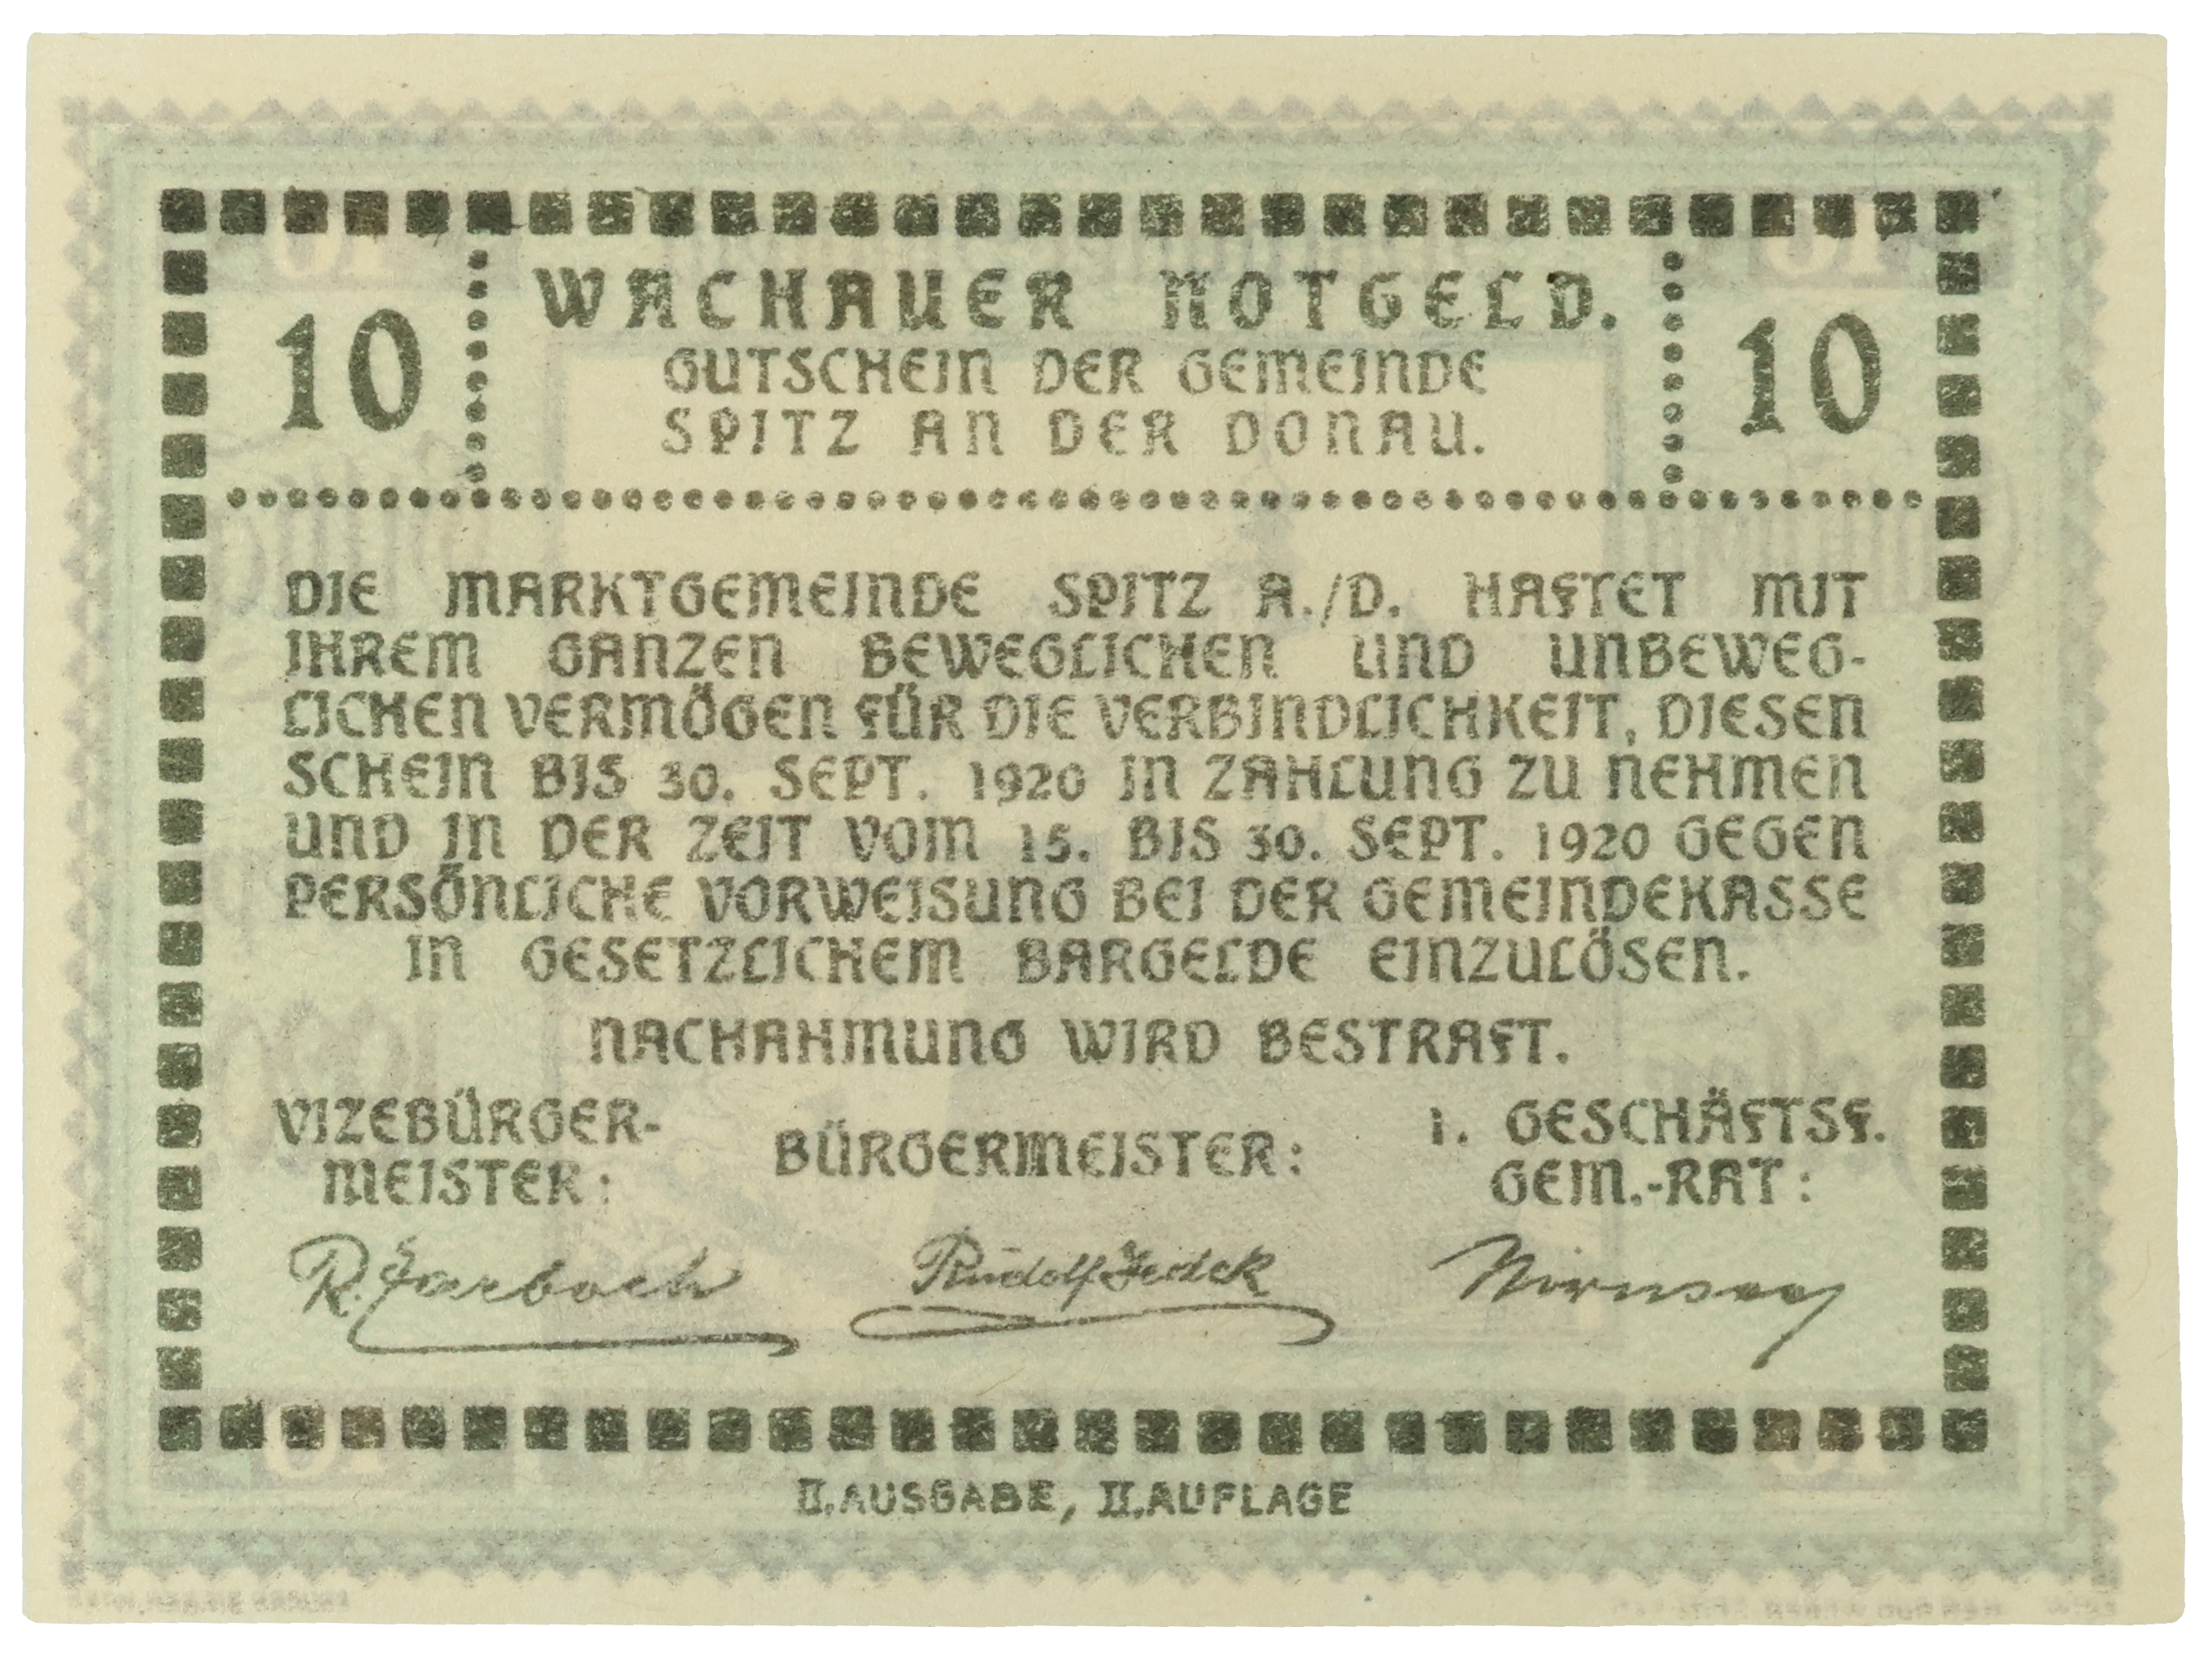 10 WACHAUER NOTGELD. 10
GUTSCHEIN DER GEMEINDE
SPITZ AN DER DONAU.
DIE MARKTGEMEINDE SPITZ A./D. HAFTET MIT
IHREM GANZEN BEWEGLICHEN UND UNBEWEG-
LICHEN VERMÖGEN FÜR DIE VERBINDLICHKEIT, DIESEN
SCHEIN BIS 30. SEPT. 1920 IN ZAHLUNG ZU NEHMEN
UND IN DER ZEIT VOM 15. BIS 30. SEPT. 1920 GEGEN
PERSÖNLICHE VORWEISUNG BEI DER GEMEINDEKASSE
IN GESETZLICHEM BARGELDE EINZULÖSEN.
NACHAHMUNG WIRD BESTRAFT.
VIZEBÜRGER-
MEISTER:
BÜRGERMEISTER:
1. GESCHÄFTSF.
GEM.-RAT:
Rudolf Jedek
II. AUSGABE, II. AUFLAGE